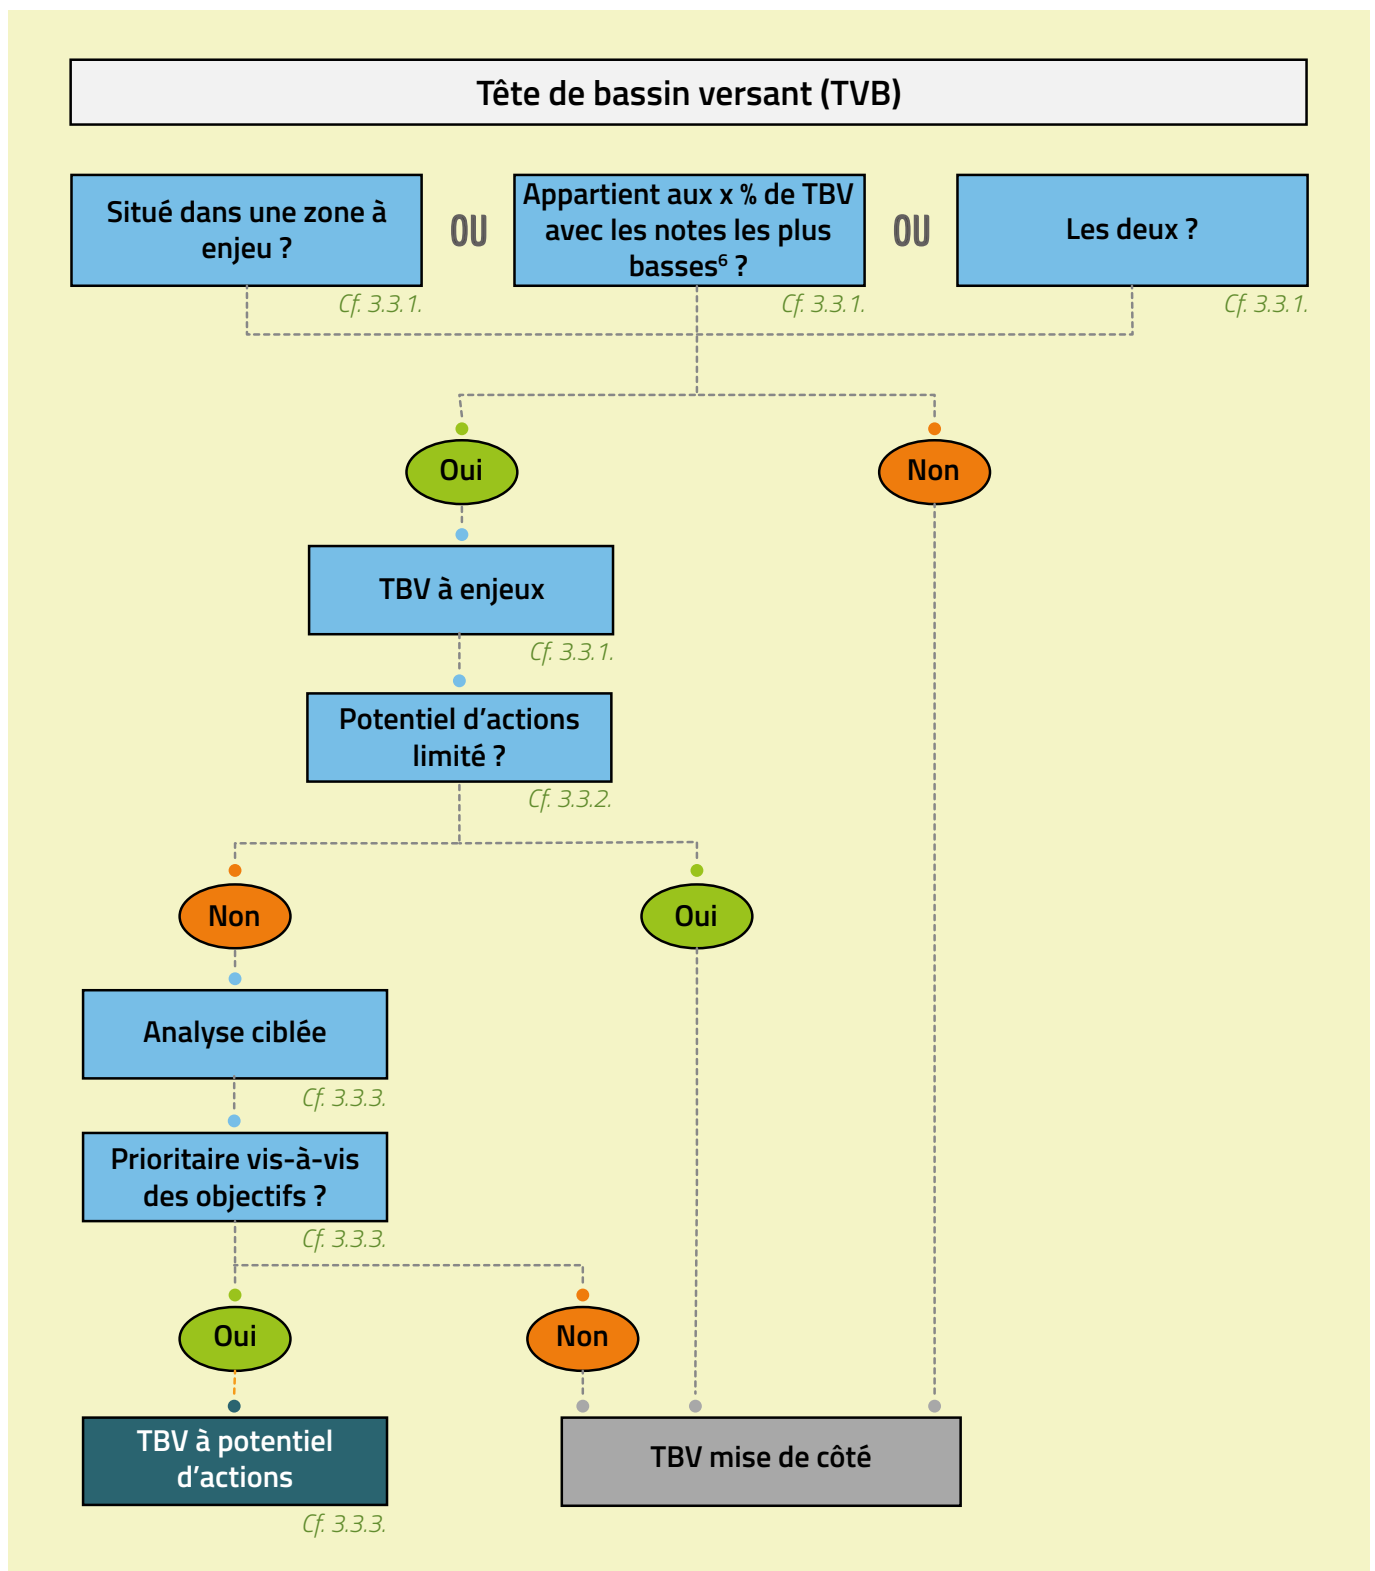 Tête de bassin versant (TVB)
Situé dans une zone à
enjeu ?
Cf. 3.3.1.
OU
Appartient aux x % de TBV
avec les notes les plus
basses⁶ ?
Cf. 3.3.1.
OU
Les deux ?
Cf. 3.3.1.
Oui
Non
TBV à enjeux
Cf. 3.3.1.
Potentiel d’actions
limité ?
Cf. 3.3.2.
Non
Oui
Analyse ciblée
Cf. 3.3.3.
Prioritaire vis-à-vis
des objectifs ?
Cf. 3.3.3.
Oui
Non
TBV à potentiel
d’actions
Cf. 3.3.3.
TBV mise de côté